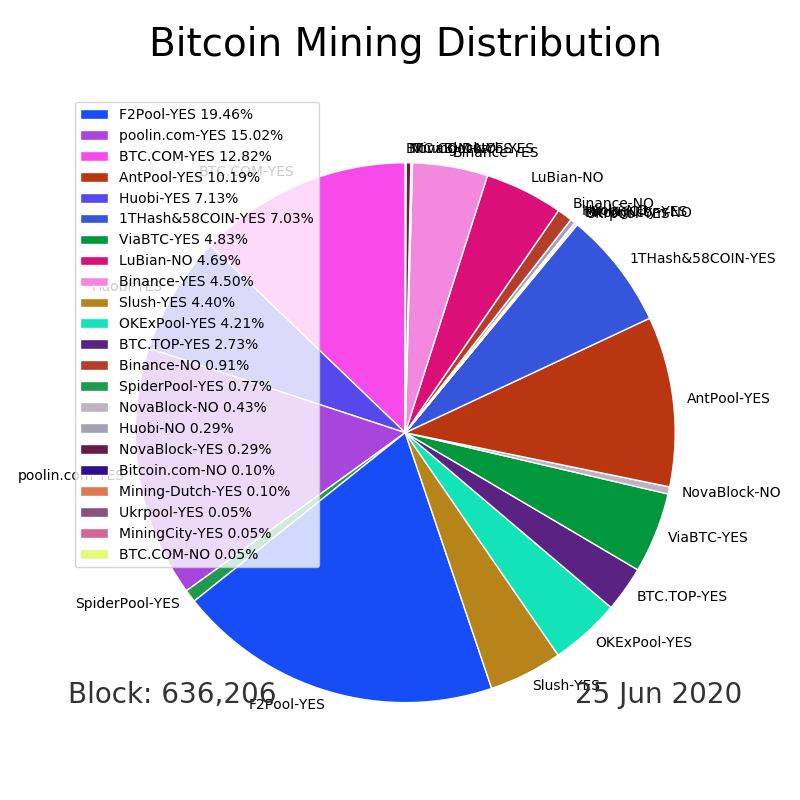 Bitcoin Mining Distribution
F2Pool-YES 19.46%
poolin.com-YES 15.02%
BTC.COM-YES 12.82%
AntPool-YES 10.19%
Huobi-YES 7.13%
1THash&58COIN-YES 7.03%
ViaBTC-YES 4.83%
LuBian-NO 4.69%
Binance-YES 4.50%
Slush-YES 4.40%
OKExPool-YES 4.21%
BTC.TOP-YES 2.73%
Binance-NO 0.91%
SpiderPool-YES 0.77%
NovaBlock-NO 0.43%
Huobi-NO 0.29%
NovaBlock-YES 0.29%
Bitcoin.com-NO 0.10%
Mining-Dutch-YES 0.10%
Ukrpool-YES 0.05%
MiningCity-YES 0.05%
BTC.COM-NO 0.05%
Binance-YES
LuBian-NO
BTC.COM-YES
Binance-NO
Ukrpool-YES
1THash&58COIN-YES
Huobi-YES
AntPool-YES
poolin.com-YES
NovaBlock-NO
ViaBTC-YES
BTC.TOP-YES
SpiderPool-YES
OKExPool-YES
Slush-YES
F2Pool-YES
Block: 636,206
25 Jun 2020